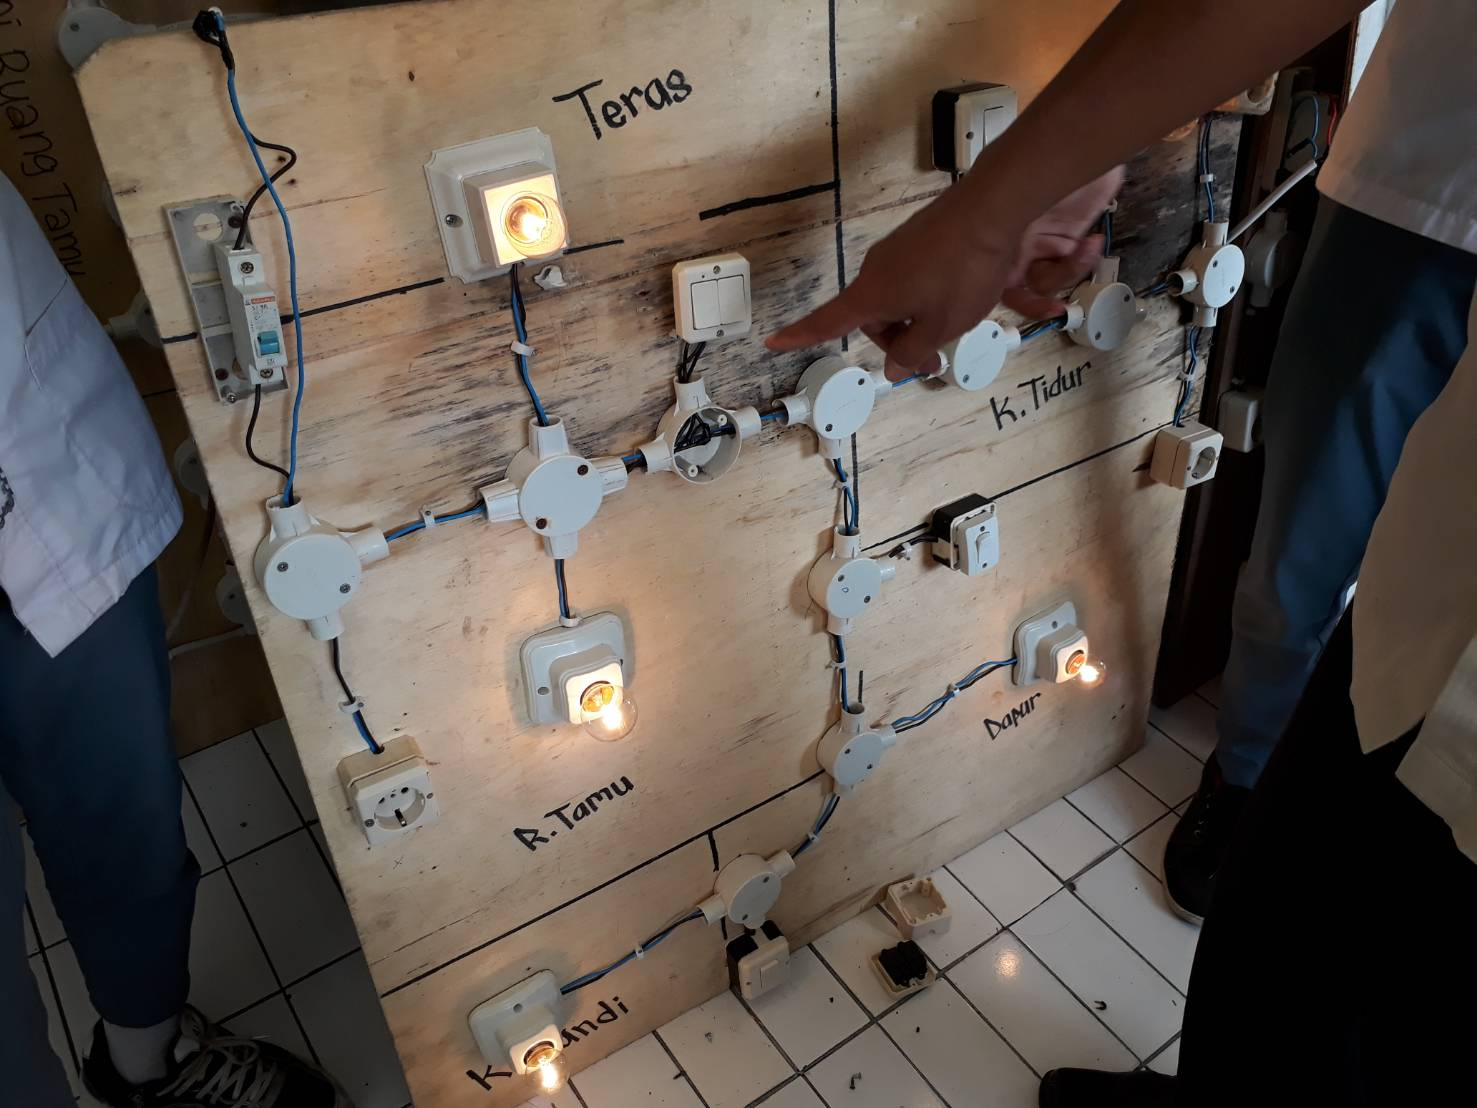 Ruang Tamu
Teras
K. Tidur
Dapur
R. Tamu